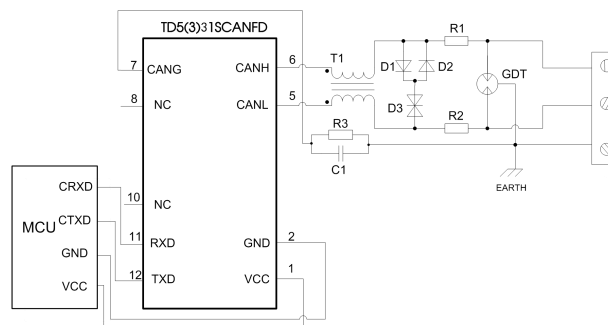 TD5(3)31SCANFD
7 CANG
8 NC
10 NC
11 RXD
12 TXD
CANH 6
CANL 5
GND 2
VCC 1
T1
D1
D2
D3
R1
R2
GDT
R3
C1
EARTH
MCU
CRXD
CTXD
GND
VCC